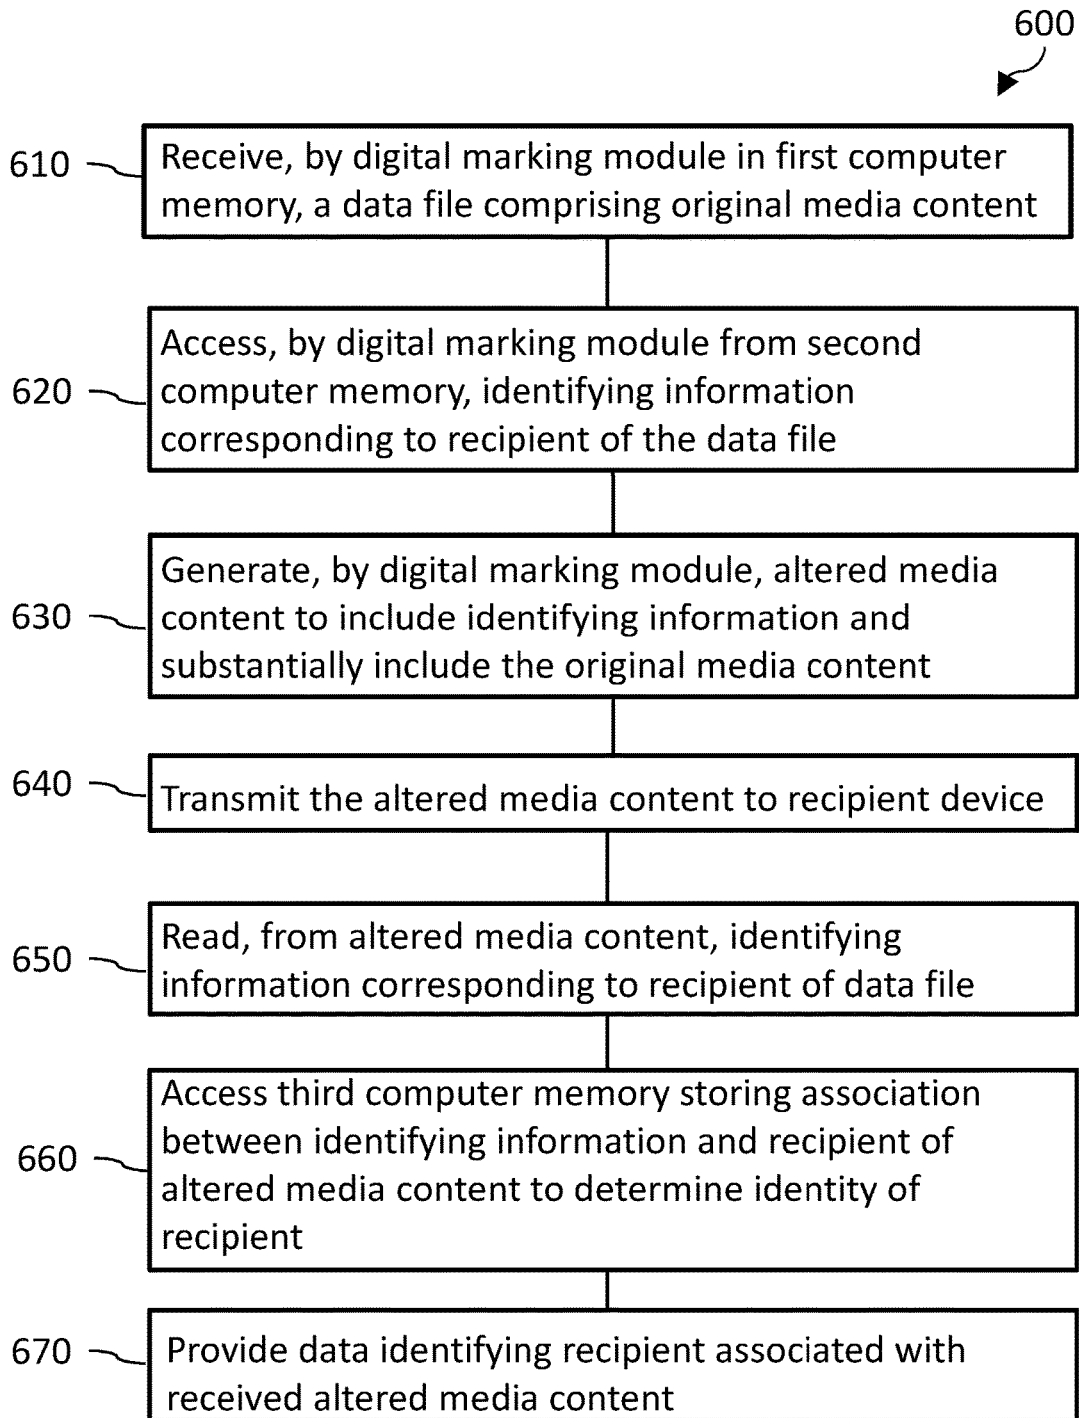 600
610
Receive, by digital marking module in first computer
memory, a data file comprising original media content
620
Access, by digital marking module from second
computer memory, identifying information
corresponding to recipient of the data file
630
Generate, by digital marking module, altered media
content to include identifying information and
substantially include the original media content
640
Transmit the altered media content to recipient device
650
Read, from altered media content, identifying
information corresponding to recipient of data file
660
Access third computer memory storing association
between identifying information and recipient of
altered media content to determine identity of
recipient
670
Provide data identifying recipient associated with
received altered media content